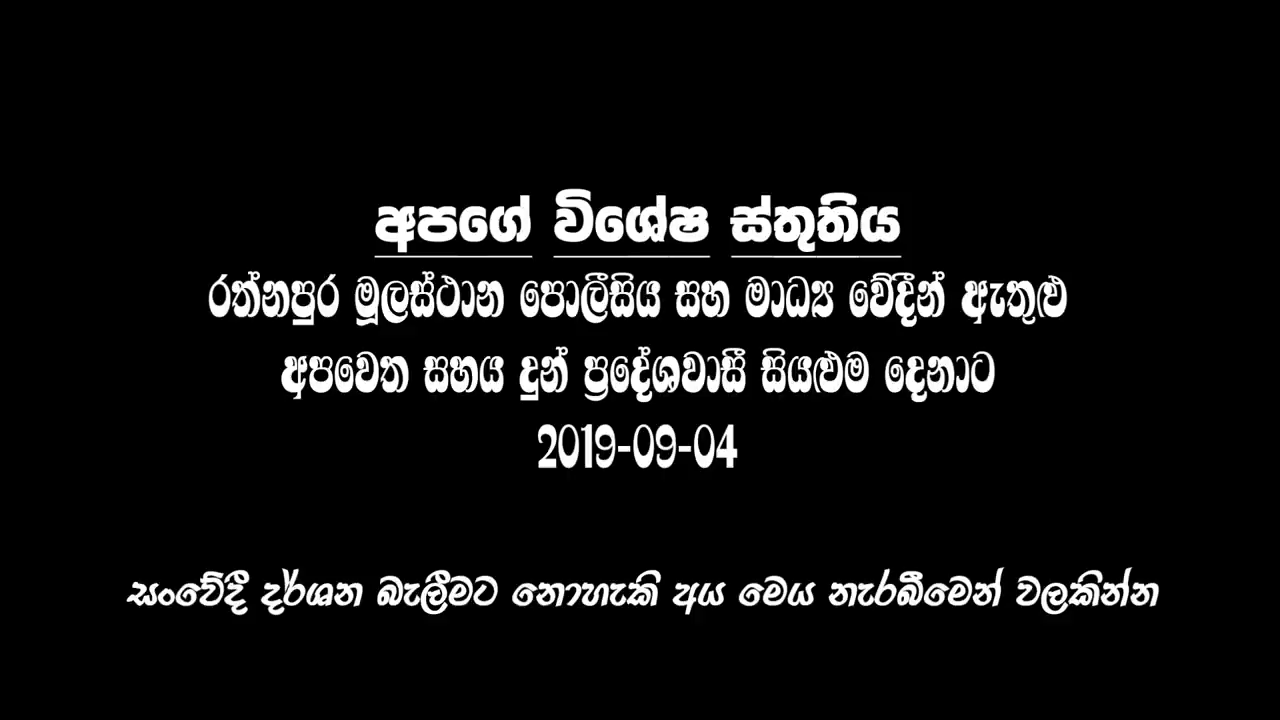 අපගේ විශේෂ ස්තූතිය
රත්නපුර මූලස්ථාන පොලීසිය සහ මාධ්‍ය වේදීන් ඇතුළු
අපවෙත සහය දුන් ප්‍රදේශවාසී සියළුම දෙනාට
2019-09-04
සංවේදී දර්ශන බැලීමට නොහැකි අය මෙය නැරබීමෙන් වලකින්න